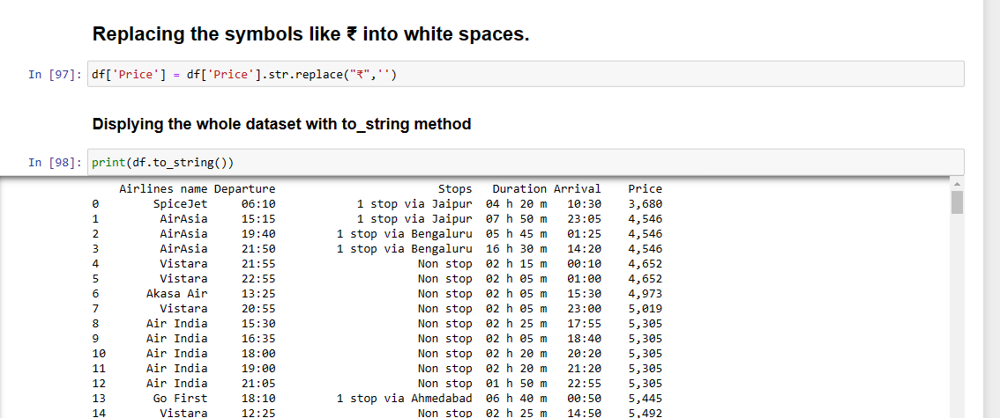 Replacing the symbols like ₹ into white spaces.
In [97]: df['Price'] = df['Price'].str.replace("₹",'')
Displying the whole dataset with to_string method
In [98]: print(df.to_string())
Airlines name Departure Stops Duration Arrival Price
0 SpiceJet 06:10 1 stop via Jaipur 04 h 20 m 10:30 3,680
1 AirAsia 15:15 1 stop via Jaipur 07 h 50 m 23:05 4,546
2 AirAsia 19:40 1 stop via Bengaluru 05 h 45 m 01:25 4,546
3 AirAsia 21:50 1 stop via Bengaluru 16 h 30 m 14:20 4,546
4 Vistara 21:55 Non stop 02 h 15 m 00:10 4,652
5 Vistara 22:55 Non stop 02 h 05 m 01:00 4,652
6 Akasa Air 13:25 Non stop 02 h 05 m 15:30 4,973
7 Vistara 20:55 Non stop 02 h 05 m 23:00 5,019
8 Air India 15:30 Non stop 02 h 25 m 17:55 5,305
9 Air India 16:35 Non stop 02 h 05 m 18:40 5,305
10 Air India 18:00 Non stop 02 h 20 m 20:20 5,305
11 Air India 19:00 Non stop 02 h 20 m 21:20 5,305
12 Air India 21:05 Non stop 01 h 50 m 22:55 5,305
13 Go First 18:10 1 stop via Ahmedabad 06 h 40 m 00:50 5,445
14 Vistara 12:25 Non stop 02 h 25 m 14:50 5,492